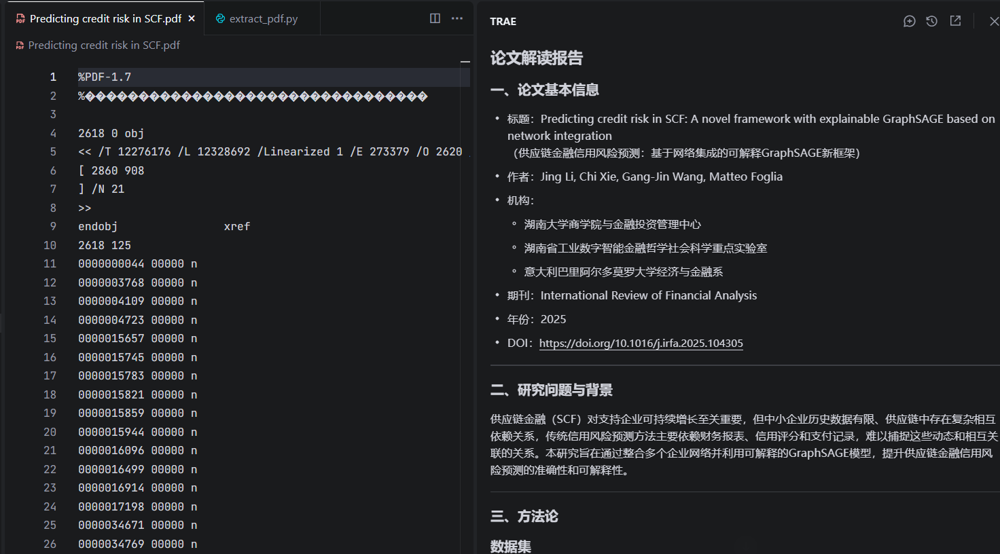 Predicting credit risk in SCF.pdf
extract_pdf.py
Predicting credit risk in SCF.pdf
1 %PDF-1.7
2 %��������������������������������
3
4 2618 0 obj
5 << /T 12276176 /L 12328692 /Linearized 1 /E 273379 /O 2620
6 [ 2860 908
7 ] /N 21
8 >>
9 endobj xref
10 2618 125
11 0000000044 00000 n
12 0000003768 00000 n
13 0000004109 00000 n
14 0000004723 00000 n
15 0000015657 00000 n
16 0000015745 00000 n
17 0000015783 00000 n
18 0000015821 00000 n
19 0000015859 00000 n
20 0000015944 00000 n
21 0000016096 00000 n
22 0000016499 00000 n
23 0000016914 00000 n
24 0000017198 00000 n
25 0000034671 00000 n
26 0000034769 00000 n
TRAE
论文解读报告
一、论文基本信息
• 标题：Predicting credit risk in SCF: A novel framework with explainable GraphSAGE based on
network integration
（供应链金融信用风险预测：基于网络集成的可解释GraphSAGE新框架）
• 作者：Jing Li, Chi Xie, Gang-Jin Wang, Matteo Foglia
• 机构：
◦ 湖南大学商学院与金融投资管理中心
◦ 湖南省工业数字智能金融哲学社会科学重点实验室
◦ 意大利巴里阿尔多莫罗大学经济与金融系
• 期刊：International Review of Financial Analysis
• 年份：2025
• DOI：https://doi.org/10.1016/j.irfa.2025.104305
二、研究问题与背景
供应链金融（SCF）对支持企业可持续增长至关重要，但中小企业历史数据有限、供应链中存在复杂相互
依赖关系，传统信用风险预测方法主要依赖财务报表、信用评分和支付记录，难以捕捉这些动态和相互关
联的关系。本研究旨在通过整合多个企业网络并利用可解释的GraphSAGE模型，提升供应链金融信用风
险预测的准确性和可解释性。
三、方法论
数据集